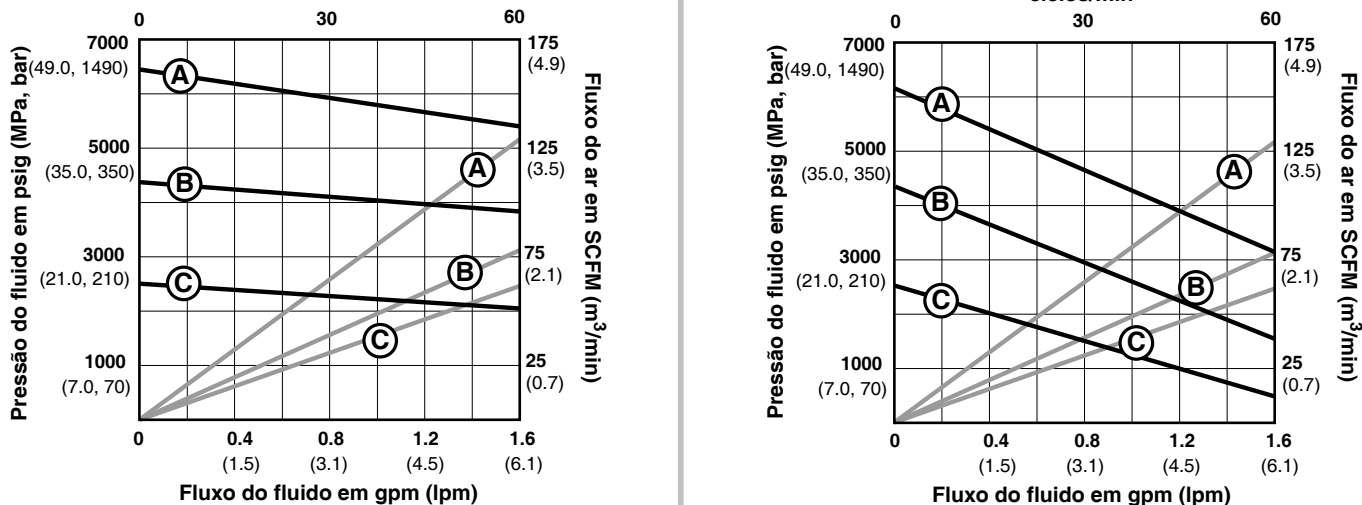 0 30 60
7000
(49.0, 1490)
5000
(35.0, 350)
3000
(21.0, 210)
1000
(7.0, 70)
Pressão do fluido em psig (MPa, bar)
A
B
C
A
B
C
175
(4.9)
125
(3.5)
75
(2.1)
25
(0.7)
Fluxo do ar em SCFM (m³/min)
0 0.4 0.8 1.2 1.6
(1.5) (3.1) (4.5) (6.1)
Fluxo do fluido em gpm (lpm)
0 30 60
7000
(49.0, 1490)
5000
(35.0, 350)
3000
(21.0, 210)
1000
(7.0, 70)
Pressão do fluido em psig (MPa, bar)
A
B
C
A
B
C
175
(4.9)
125
(3.5)
75
(2.1)
25
(0.7)
Fluxo do ar em SCFM (m³/min)
0 0.4 0.8 1.2 1.6
(1.5) (3.1) (4.5) (6.1)
Fluxo do fluido em gpm (lpm)